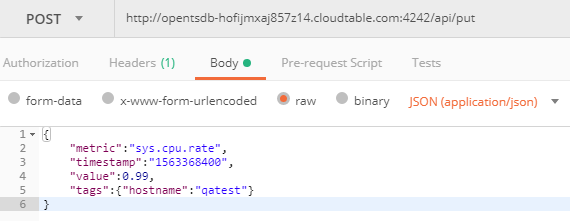 POST http://opentsdb-hofijmxaj857z14.cloudtable.com:4242/api/put
Authorization Headers (1) Body Pre-request Script Tests
form-data x-www-form-urlencoded raw binary JSON (application/json)
1 {
2 "metric":"sys.cpu.rate",
3 "timestamp":"1563368400",
4 "value":0.99,
5 "tags":{"hostname":"qatest"}
6 }